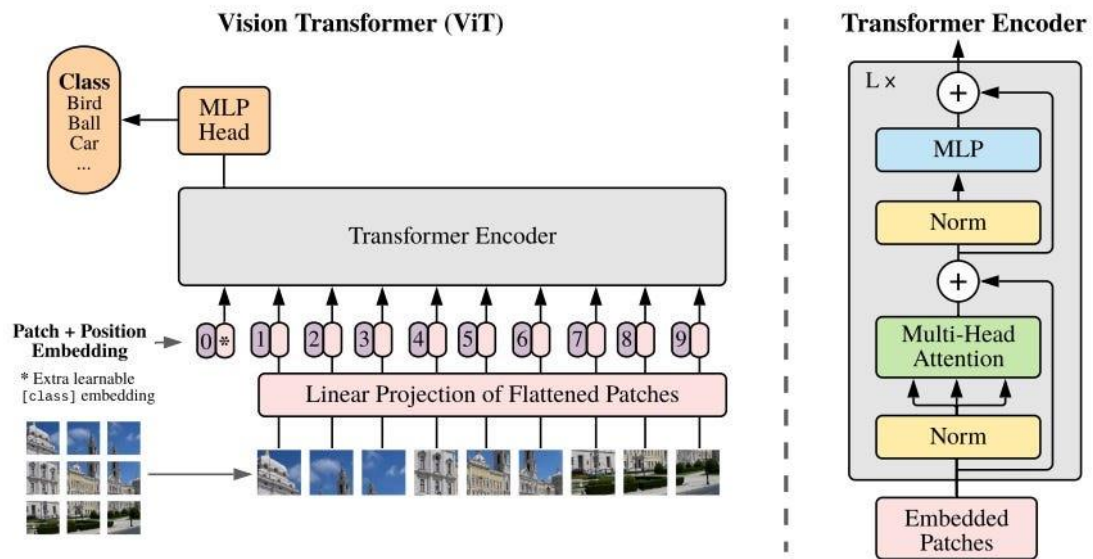 Vision Transformer (ViT)
Class
Bird
Ball
Car
...
MLP
Head
Transformer Encoder
Patch + Position
Embedding
* Extra learnable
[class] embedding
0 * 1 2 3 4 5 6 7 8 9
Linear Projection of Flattened Patches
Transformer Encoder
L ×
+
MLP
Norm
+
Multi-Head
Attention
Norm
Embedded
Patches